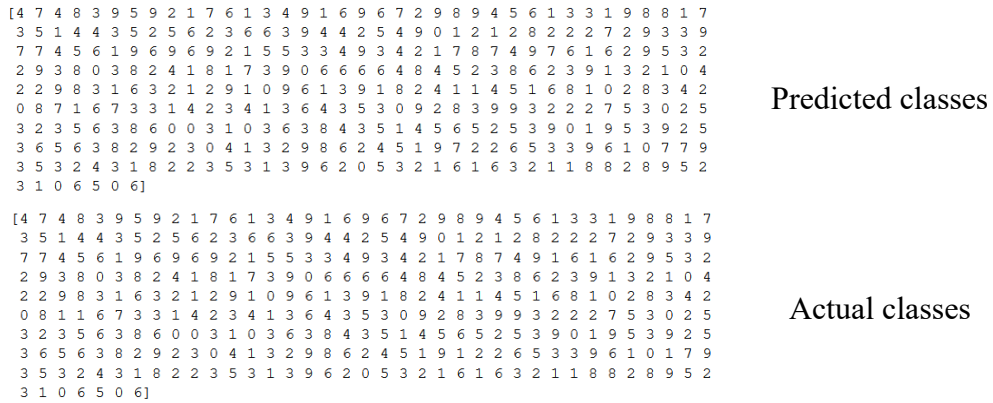 [4 7 4 8 3 9 5 9 2 1 7 6 1 3 4 9 1 6 9 6 7 2 9 8 9 4 5 6 1 3 3 1 9 8 8 1 7
3 5 1 4 4 3 5 2 5 6 2 3 6 6 3 9 4 4 2 5 4 9 0 1 2 1 2 8 2 2 2 7 2 9 3 3 9
7 7 4 5 6 1 9 6 9 6 9 2 1 5 5 3 3 4 9 3 4 2 1 7 8 7 4 9 7 6 1 6 2 9 5 3 2
2 9 3 8 0 3 8 2 4 1 8 1 7 3 9 0 6 6 6 6 4 8 4 5 2 3 8 6 2 3 9 1 3 2 1 0 4
2 2 9 8 3 1 6 3 2 1 2 9 1 0 9 6 1 3 9 1 8 2 4 1 1 4 5 1 6 8 1 0 2 8 3 4 2
0 8 7 1 6 7 3 3 1 4 2 3 4 1 3 6 4 3 5 3 0 9 2 8 3 9 9 3 2 2 2 7 5 3 0 2 5
3 2 3 5 6 3 8 6 0 0 3 1 0 3 6 3 8 4 3 5 1 4 5 6 5 2 5 3 9 0 1 9 5 3 9 2 5
3 6 5 6 3 8 2 9 2 3 0 4 1 3 2 9 8 6 2 4 5 1 9 7 2 2 6 5 3 3 9 6 1 0 7 7 9
3 5 3 2 4 3 1 8 2 2 3 5 3 1 3 9 6 2 0 5 3 2 1 6 1 6 3 2 1 1 8 8 2 8 9 5 2
3 1 0 6 5 0 6]
Predicted classes
[4 7 4 8 3 9 5 9 2 1 7 6 1 3 4 9 1 6 9 6 7 2 9 8 9 4 5 6 1 3 3 1 9 8 8 1 7
3 5 1 4 4 3 5 2 5 6 2 3 6 6 3 9 4 4 2 5 4 9 0 1 2 1 2 8 2 2 2 7 2 9 3 3 9
7 7 4 5 6 1 9 6 9 6 9 2 1 5 5 3 3 4 9 3 4 2 1 7 8 7 4 9 1 6 1 6 2 9 5 3 2
2 9 3 8 0 3 8 2 4 1 8 1 7 3 9 0 6 6 6 6 4 8 4 5 2 3 8 6 2 3 9 1 3 2 1 0 4
2 2 9 8 3 1 6 3 2 1 2 9 1 0 9 6 1 3 9 1 8 2 4 1 1 4 5 1 6 8 1 0 2 8 3 4 2
0 8 1 1 6 7 3 3 1 4 2 3 4 1 3 6 4 3 5 3 0 9 2 8 3 9 9 3 2 2 2 7 5 3 0 2 5
3 2 3 5 6 3 8 6 0 0 3 1 0 3 6 3 8 4 3 5 1 4 5 6 5 2 5 3 9 0 1 9 5 3 9 2 5
3 6 5 6 3 8 2 9 2 3 0 4 1 3 2 9 8 6 2 4 5 1 9 1 2 2 6 5 3 3 9 6 1 0 1 7 9
3 5 3 2 4 3 1 8 2 2 3 5 3 1 3 9 6 2 0 5 3 2 1 6 1 6 3 2 1 1 8 8 2 8 9 5 2
3 1 0 6 5 0 6]
Actual classes